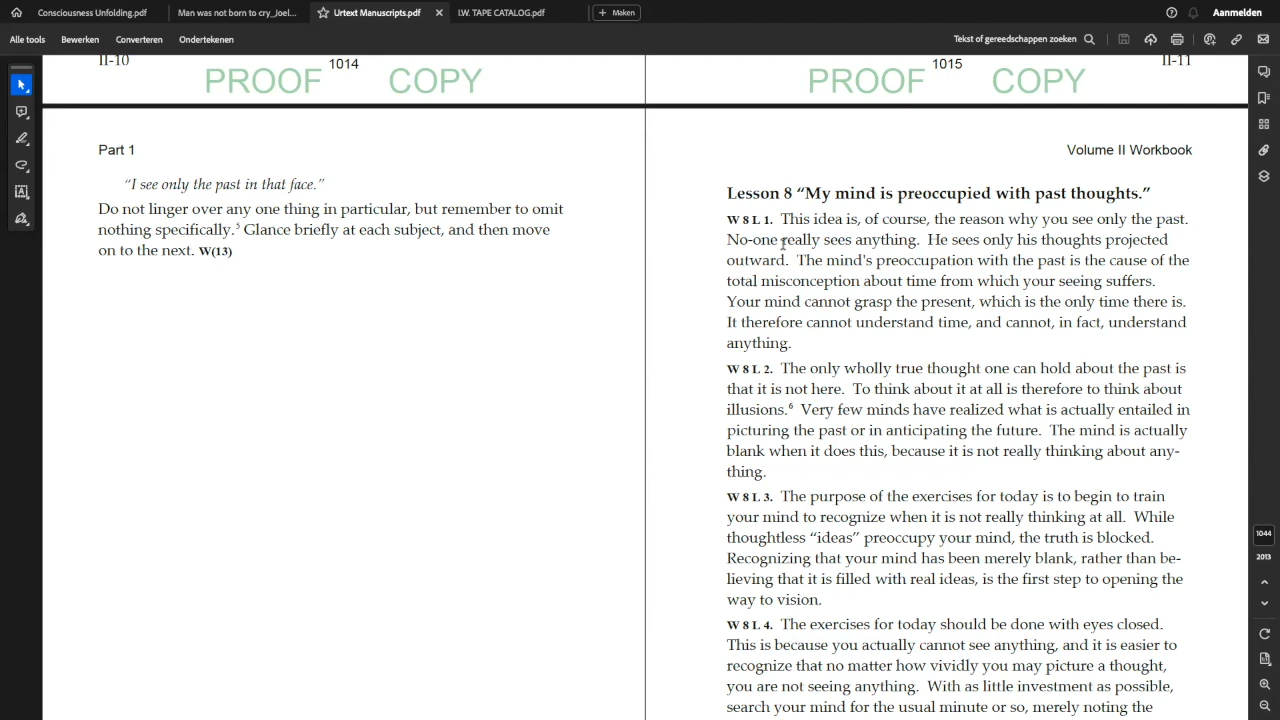 Consciousness Unfolding.pdf
Man was not born to cry_Joel...
Urtext Manuscripts.pdf
I.W. TAPE CATALOG.pdf
Maken
Aanmelden
Alle tools
Bewerken
Converteren
Ondertekenen
Tekst of gereedschappen zoeken
II-10
1014
PROOF COPY
Part 1
“I see only the past in that face.”
Do not linger over any one thing in particular, but remember to omit
nothing specifically.5 Glance briefly at each subject, and then move
on to the next. W(13)
1015
II-11
PROOF COPY
Volume II Workbook
Lesson 8 “My mind is preoccupied with past thoughts.”
W 8 L 1. This idea is, of course, the reason why you see only the past.
No-one really sees anything. He sees only his thoughts projected
outward. The mind's preoccupation with the past is the cause of the
total misconception about time from which your seeing suffers.
Your mind cannot grasp the present, which is the only time there is.
It therefore cannot understand time, and cannot, in fact, understand
anything.
W 8 L 2. The only wholly true thought one can hold about the past is
that it is not here. To think about it at all is therefore to think about
illusions.6 Very few minds have realized what is actually entailed in
picturing the past or in anticipating the future. The mind is actually
blank when it does this, because it is not really thinking about any-
thing.
W 8 L 3. The purpose of the exercises for today is to begin to train
your mind to recognize when it is not really thinking at all. While
thoughtless “ideas” preoccupy your mind, the truth is blocked.
Recognizing that your mind has been merely blank, rather than be-
lieving that it is filled with real ideas, is the first step to opening the
way to vision.
W 8 L 4. The exercises for today should be done with eyes closed.
This is because you actually cannot see anything, and it is easier to
recognize that no matter how vividly you may picture a thought,
you are not seeing anything. With as little investment as possible,
search your mind for the usual minute or so, merely noting the
1044
2013